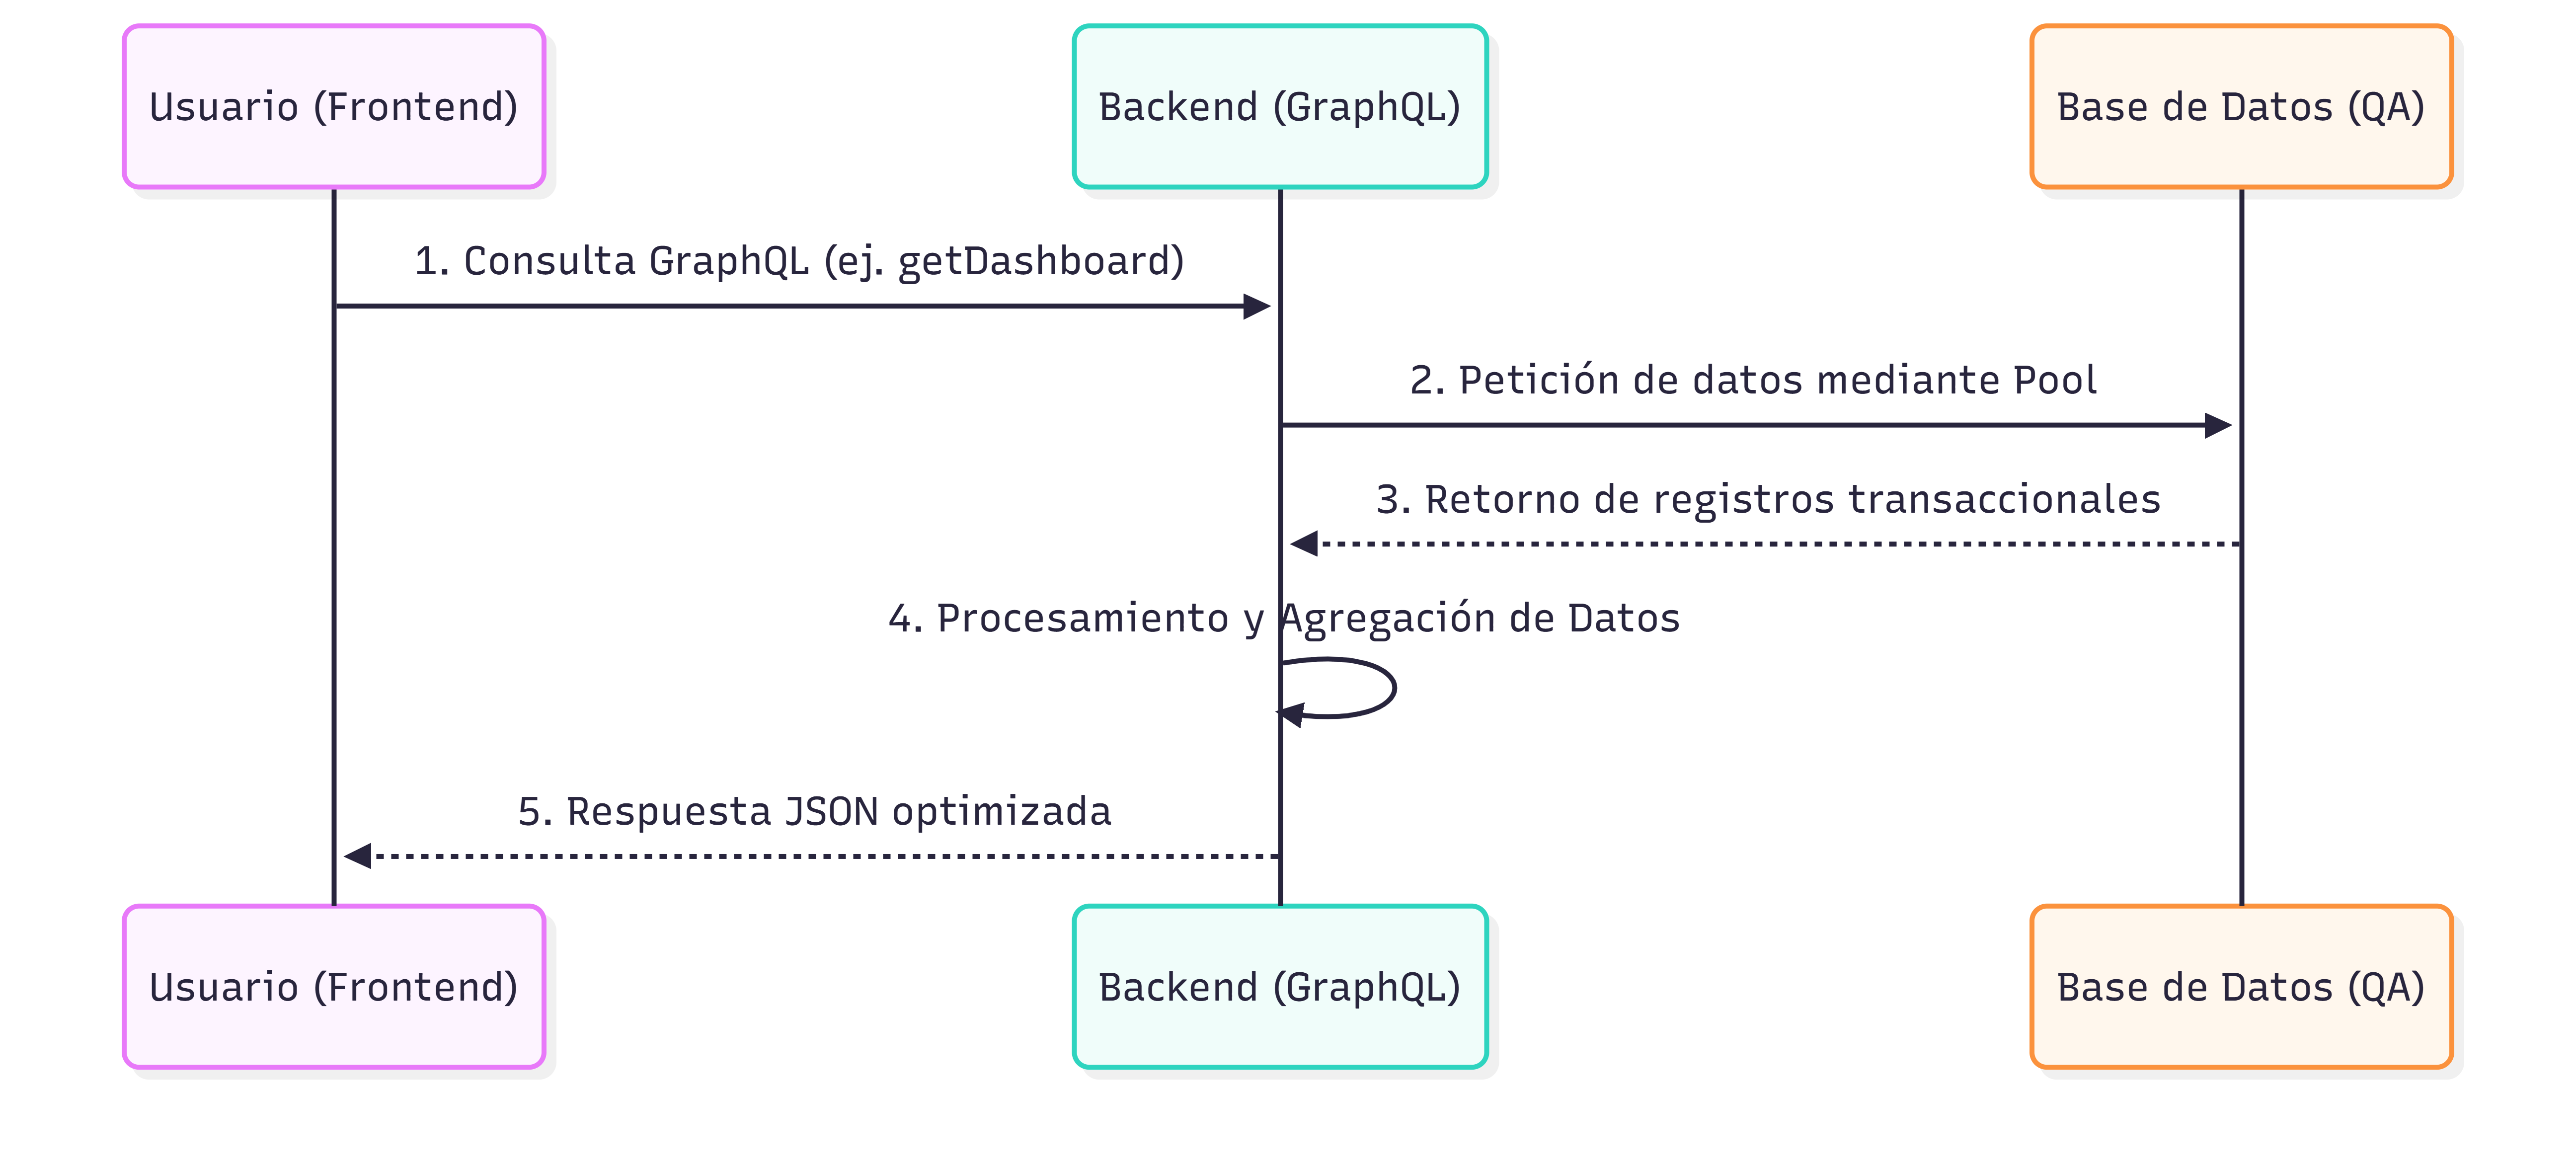 Usuario (Frontend)
Backend (GraphQL)
Base de Datos (QA)
1. Consulta GraphQL (ej. getDashboard)
2. Petición de datos mediante Pool
3. Retorno de registros transaccionales
4. Procesamiento y Agregación de Datos
5. Respuesta JSON optimizada
Usuario (Frontend)
Backend (GraphQL)
Base de Datos (QA)